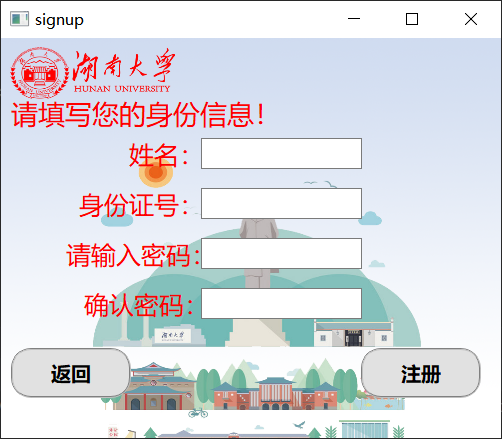 signup
湖南大学
HUNAN UNIVERSITY
请填写您的身份信息！
姓名：
身份证号：
请输入密码：
确认密码：
返回
注册